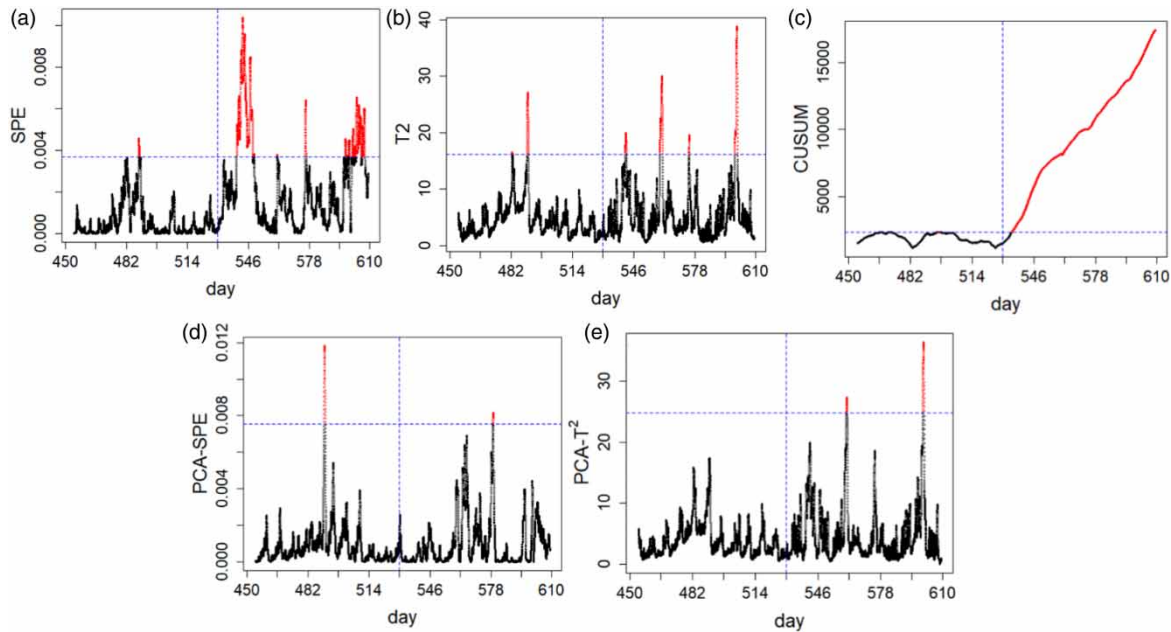 (a)
SPE
0.000 0.004 0.008
450 482 514 546 578 610
day
(b)
T2
0 10 20 30 40
450 482 514 546 578 610
day
(c)
CUSUM
5000 10000 15000
450 482 514 546 578 610
day
(d)
PCA-SPE
0.000 0.004 0.008 0.012
450 482 514 546 578 610
day
(e)
PCA-T²
0 10 20 30
450 482 514 546 578 610
day